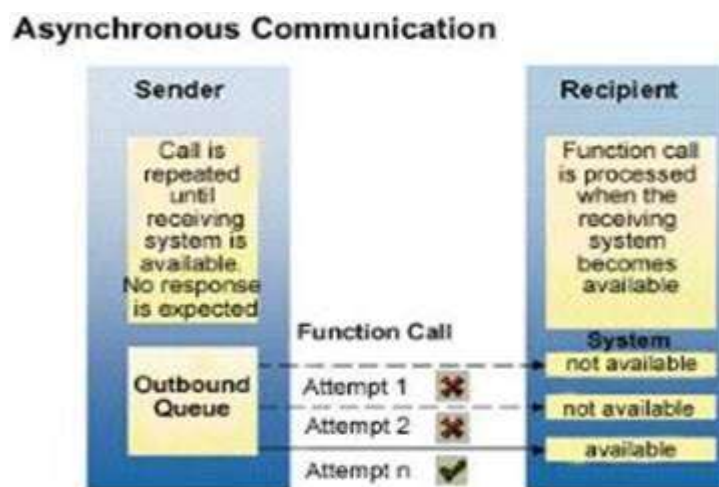 Asynchronous Communication
Sender
Call is
repeated
until
receiving
system is
available.
No response
is expected
Outbound
Queue
Function Call
Attempt 1
Attempt 2
Attempt n
Recipient
Function call
is processed
when the
receiving
system
becomes
available
System
not available
not available
available